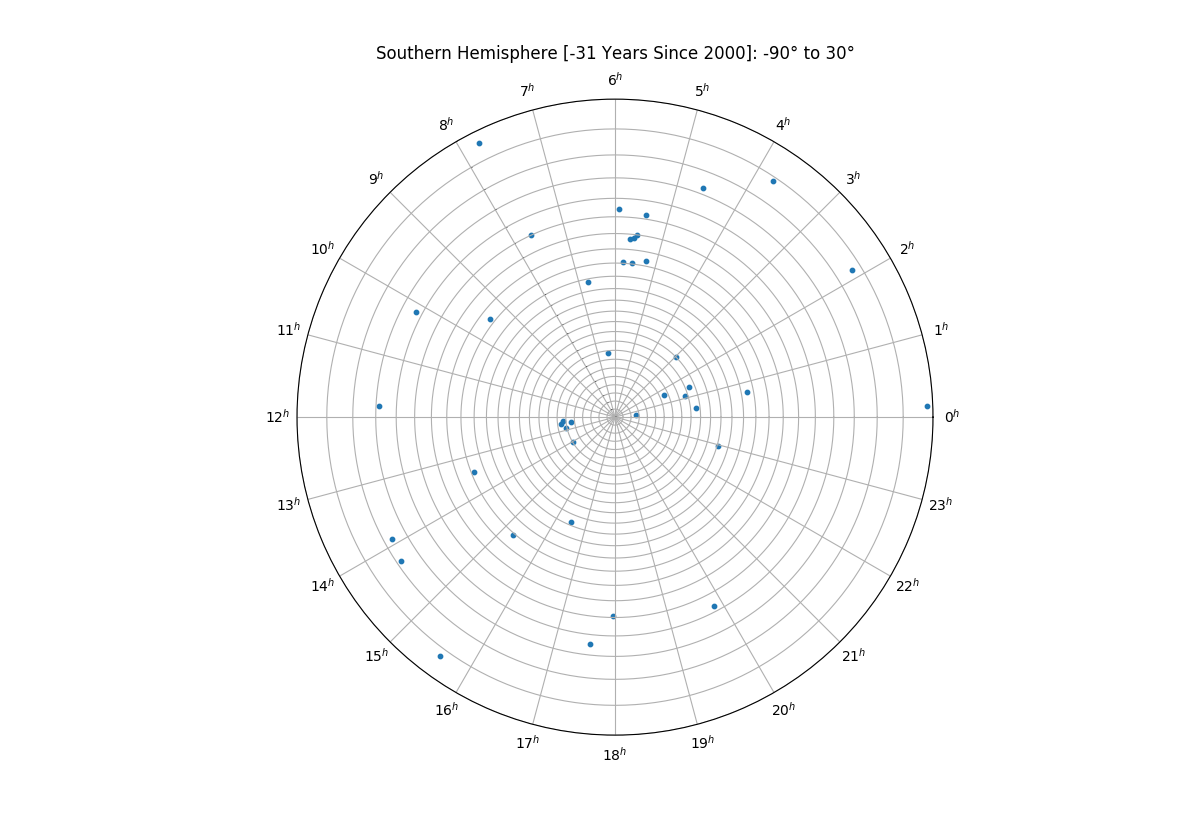 Southern Hemisphere [-31 Years Since 2000]: -90° to 30°
6ʰ
7ʰ
5ʰ
8ʰ
4ʰ
9ʰ
3ʰ
10ʰ
2ʰ
11ʰ
1ʰ
12ʰ
0ʰ
13ʰ
23ʰ
14ʰ
22ʰ
15ʰ
21ʰ
16ʰ
20ʰ
17ʰ
19ʰ
18ʰ